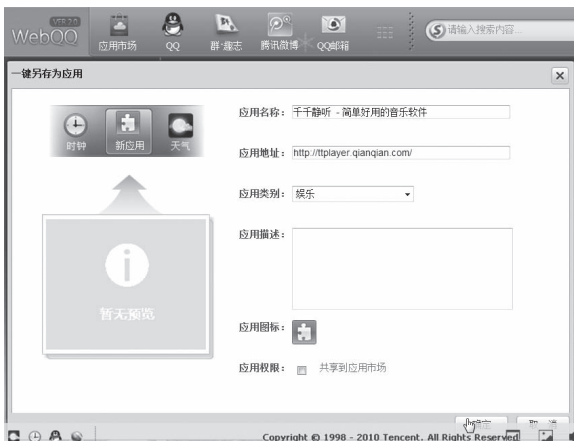 WebQQ VER 2.0
应用市场 QQ 群·趣志 腾讯微博 QQ邮箱 请输入搜索内容...
一键另存为应用
时钟 新应用 天气
应用名称： 千千静听 - 简单好用的音乐软件
应用地址： http://ttplayer.qianqian.com/
应用类别： 娱乐
应用描述：
暂无预览
应用图标：
应用权限： 共享到应用市场
Copyright © 1998 - 2010 Tencent. All Rights Reserved